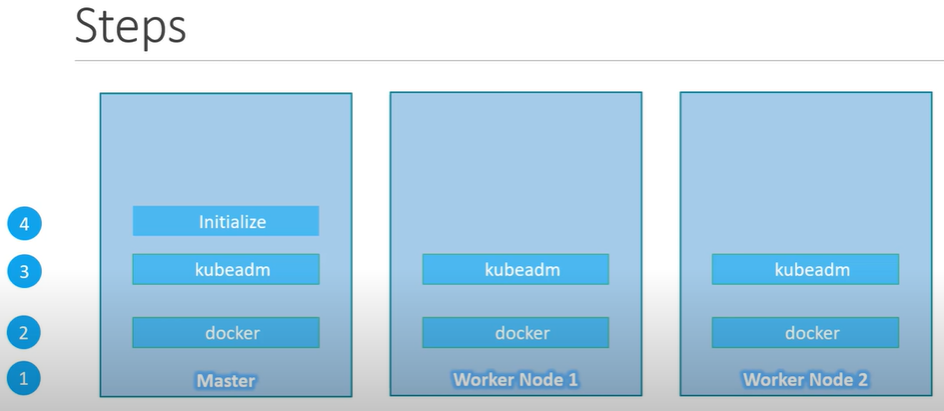 Steps
4 Initialize
3 kubeadm kubeadm kubeadm
2 docker docker docker
1 Master Worker Node 1 Worker Node 2